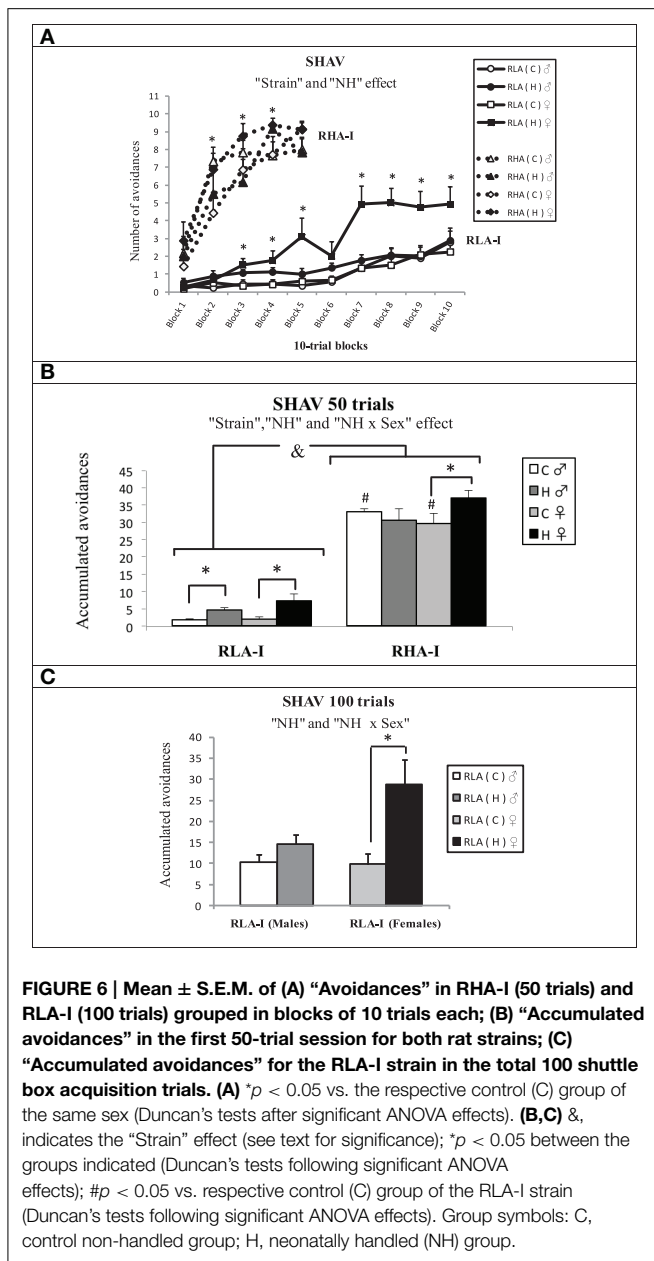 A
SHAV
"Strain" and "NH" effect
RLA ( C ) ♂
RLA ( H ) ♂
RLA ( C ) ♀
RLA ( H ) ♀
RHA ( C ) ♂
RHA ( H ) ♂
RHA ( C ) ♀
RHA ( H ) ♀
Number of avoidances
11
10
9
8
7
6
5
4
3
2
1
0
* * * * * * * * * *
RHA-I
RLA-I
Block 1 Block 2 Block 3 Block 4 Block 5 Block 6 Block 7 Block 8 Block 9 Block 10
10-trial blocks
B
SHAV 50 trials
"Strain","NH" and "NH x Sex" effect
&
Accumulated avoidances
45
40
35
30
25
20
15
10
5
0
* * # # *
C ♂
H ♂
C ♀
H ♀
RLA-I RHA-I
C
SHAV 100 trials
"NH" and "NH x Sex"
Accumulated avoidances
40
35
30
25
20
15
10
5
0
*
RLA ( C ) ♂
RLA ( H ) ♂
RLA ( C ) ♀
RLA ( H ) ♀
RLA-I (Males) RLA-I (Females)
FIGURE 6 | Mean ± S.E.M. of (A) “Avoidances” in RHA-I (50 trials) and
RLA-I (100 trials) grouped in blocks of 10 trials each; (B) “Accumulated
avoidances” in the first 50-trial session for both rat strains; (C)
“Accumulated avoidances” for the RLA-I strain in the total 100 shuttle
box acquisition trials. (A) *p < 0.05 vs. the respective control (C) group of
the same sex (Duncan’s tests after significant ANOVA effects). (B,C) &,
indicates the “Strain” effect (see text for significance); *p < 0.05 between the
groups indicated (Duncan’s tests following significant ANOVA
effects); #p < 0.05 vs. respective control (C) group of the RLA-I strain
(Duncan’s tests following significant ANOVA effects). Group symbols: C,
control non-handled group; H, neonatally handled (NH) group.